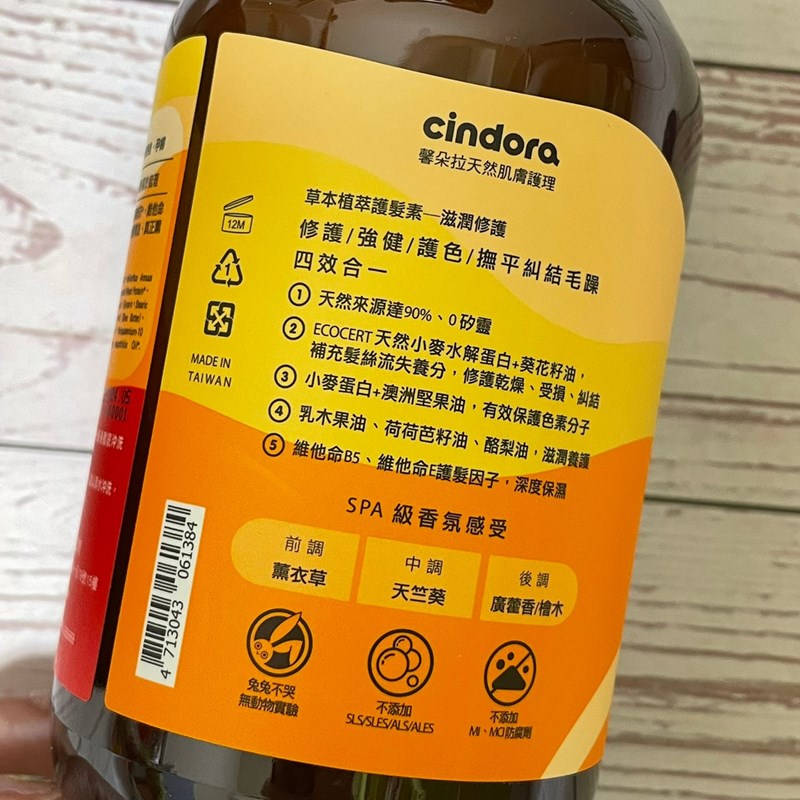 cindora
馨朵拉天然肌膚護理
草本植萃護髮素—滋潤修護
修護/強健/護色/撫平糾結毛躁
四效合一
① 天然來源達90%、0矽靈
② ECOCERT天然小麥水解蛋白+葵花籽油，
補充髮絲流失養分，修護乾燥、受損、糾結
③ 小麥蛋白+澳洲堅果油，有效保護色素分子
④ 乳木果油、荷荷芭籽油、酪梨油，滋潤養護
⑤ 維他命B5、維他命E護髮因子，深度保濕
12M
1
MADE IN
TAIWAN
SPA 級香氛感受
前調
薰衣草
中調
天竺葵
後調
廣藿香/檜木
4 713043 061384
兔兔不哭
無動物實驗
不添加
SLS/SLES/ALS/ALES
不添加
MI、MCI防腐劑